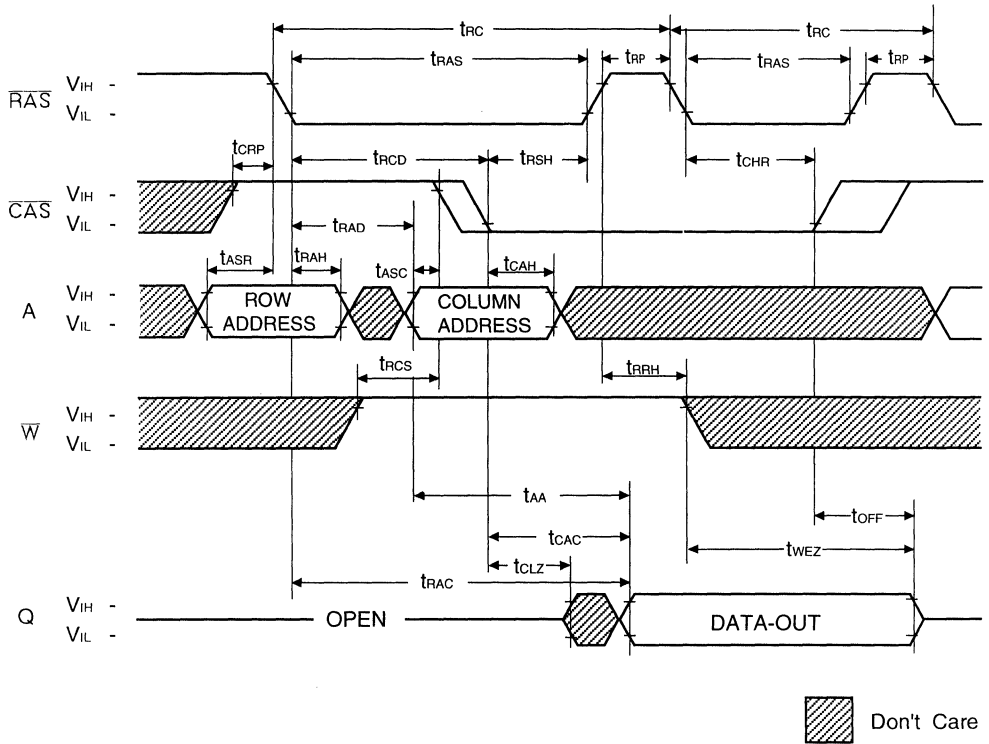 tRC tRC
tRAS tRP tRAS tRP
RAS VIH -
VIL -
tCRP tRCD tRSH tCHR
CAS VIH -
VIL -
tRAD
tASR tRAH tASC tCAH
A VIH -
VIL -
ROW
ADDRESS
COLUMN
ADDRESS
tRCS tRRH
W VIH -
VIL -
tAA
tOFF
tCAC
tWEZ
tCLZ
tRAC
Q VIH -
VIL -
OPEN
DATA-OUT
Don't Care